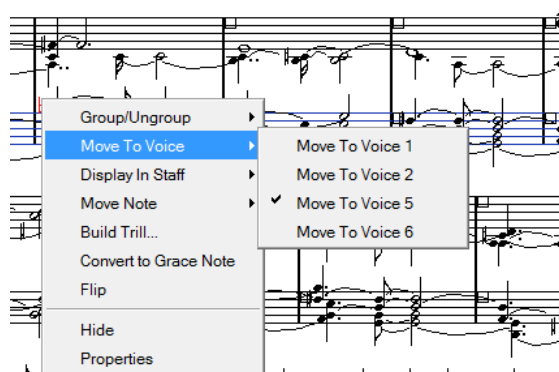 Group/Ungroup
Move To Voice
Display In Staff
Move Note
Build Trill...
Convert to Grace Note
Flip
Hide
Properties
Move To Voice 1
Move To Voice 2
Move To Voice 5
Move To Voice 6